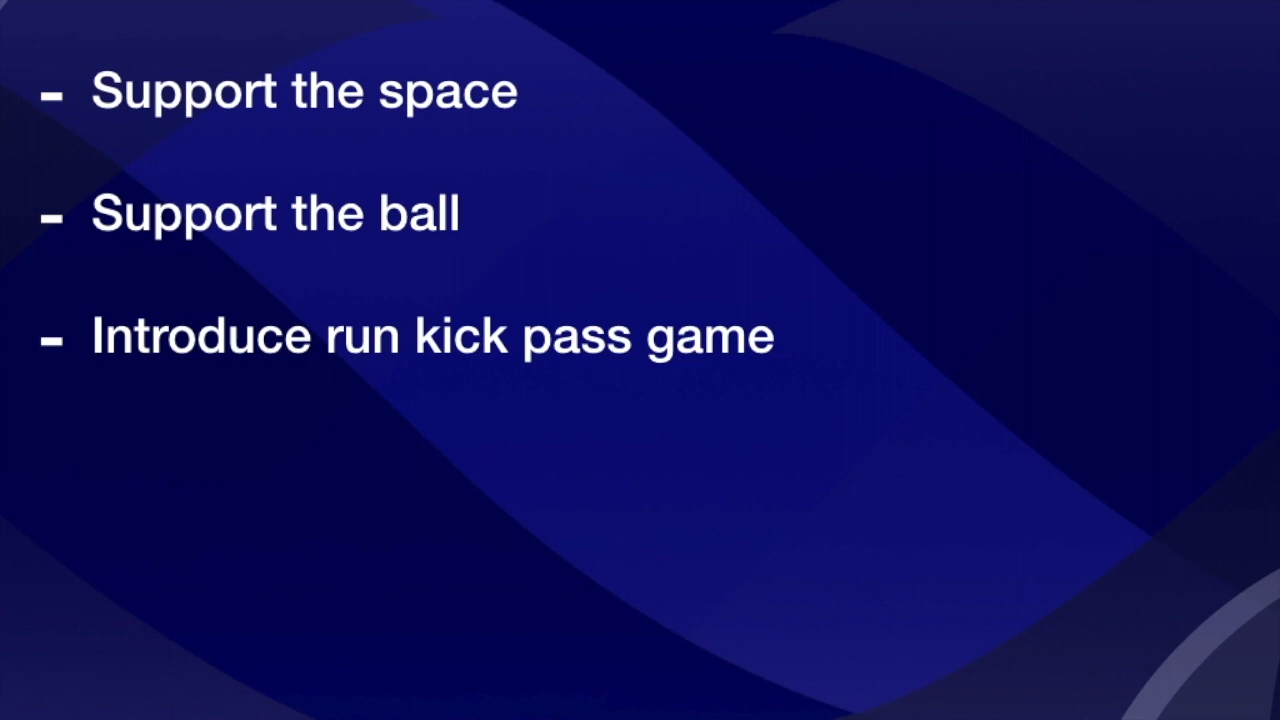 - Support the space
- Support the ball
- Introduce run kick pass game